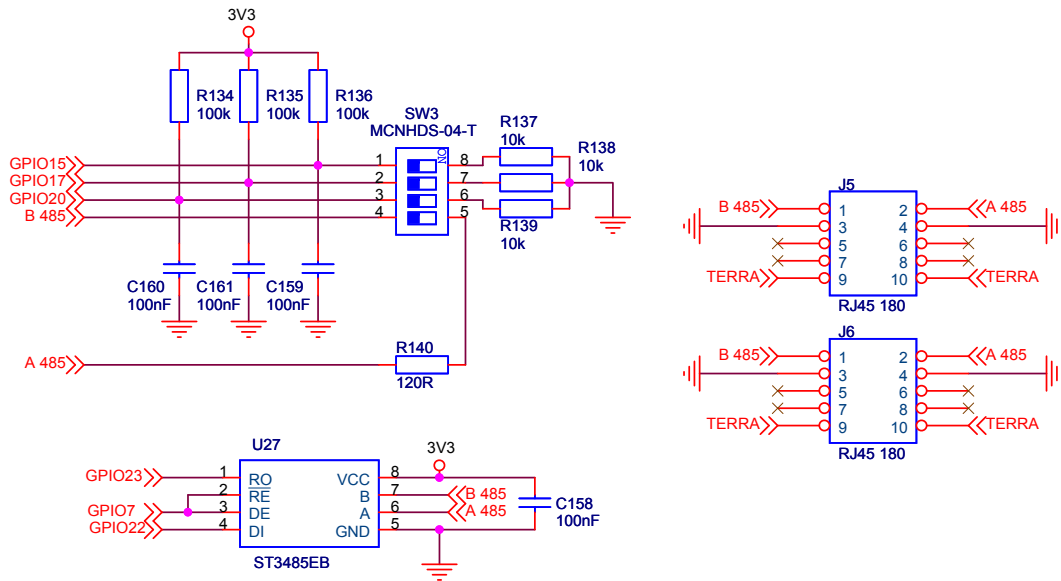 3V3
R134
100k
R135
100k
R136
100k
SW3
MCNHDS-04-T
ON
R137
10k
R138
10k
R139
10k
GPIO15
GPIO17
GPIO20
B 485
1
2
3
4
8
7
6
5
C160
100nF
C161
100nF
C159
100nF
A 485
R140
120R
U27
3V3
GPIO23
GPIO7
GPIO22
1
2
3
4
RO
RE
DE
DI
VCC
B
A
GND
8
7
6
5
B 485
A 485
C158
100nF
ST3485EB
J5
B 485
1
2
A 485
3
4
5
6
7
8
TERRA
9
10
TERRA
RJ45 180
J6
B 485
1
2
A 485
3
4
5
6
7
8
TERRA
9
10
TERRA
RJ45 180